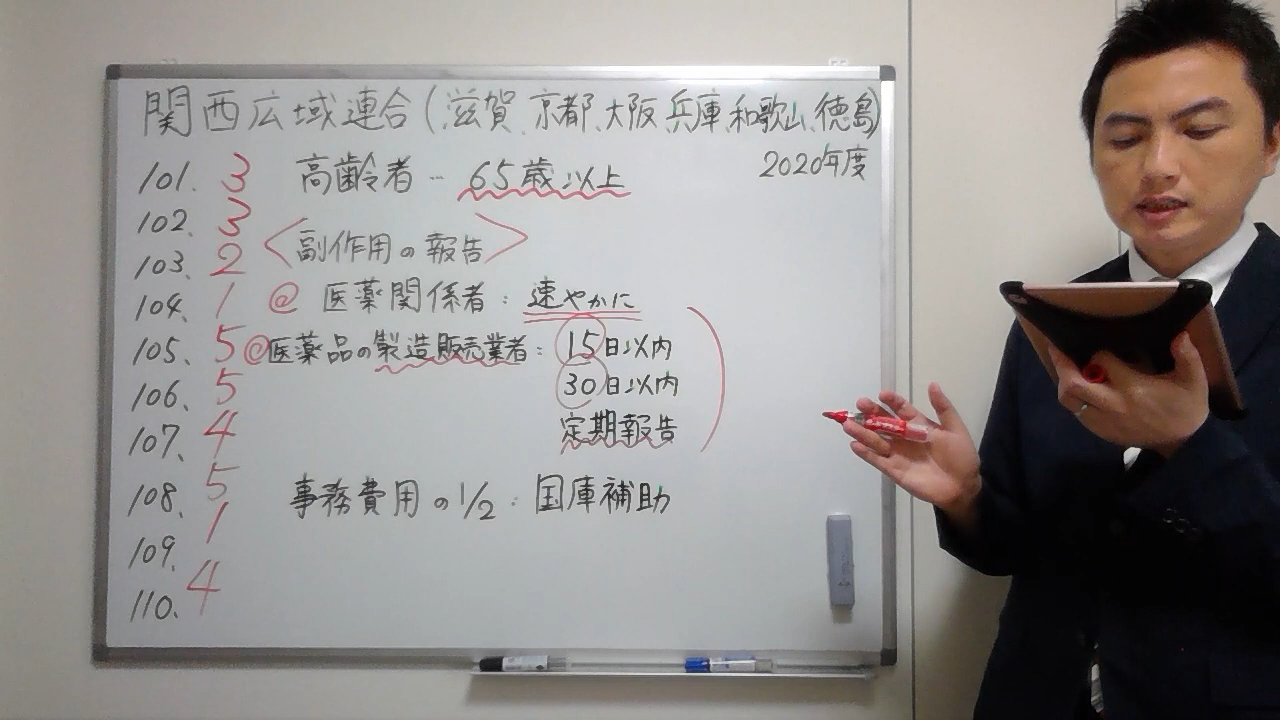 関西広域連合(滋賀、京都、大阪、兵庫、和歌山、徳島)
2020年度
101. 3 高齢者… 65歳以上
102. 3
<副作用の報告>
103. 2
104. 1 @ 医薬関係者: 速やかに
105. 5 @医薬品の製造販売業者: 15日以内
106. 5 30日以内
107. 4 定期報告
108. 5 事務費用の1/2: 国庫補助
109. 1
110. 4